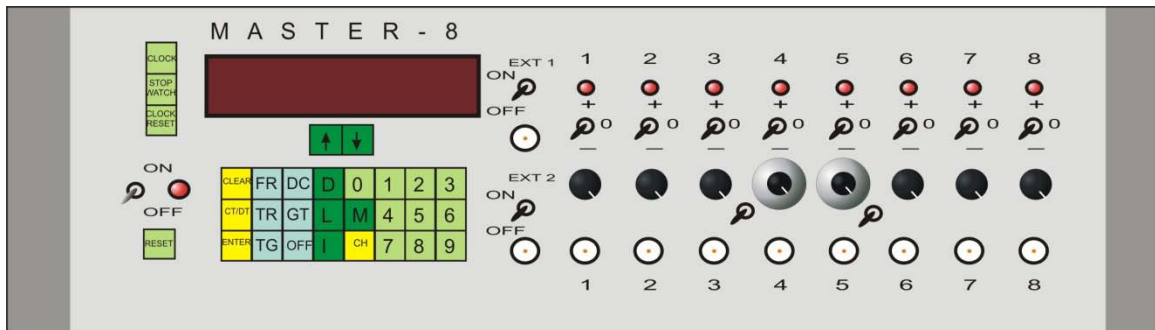 MASTER-8
CLOCK
STOP WATCH
CLOCK RESET
ON
OFF
RESET
↑ ↓
CLEAR FR DC D 0 1 2 3
CT/DT TR GT L M 4 5 6
ENTER TG OFF I CH 7 8 9
EXT 1
ON
OFF
EXT 2
ON
OFF
1 2 3 4 5 6 7 8
+ + + + + + + +
0 0 0 0 0 0 0 0
– – – – – – – –
1 2 3 4 5 6 7 8